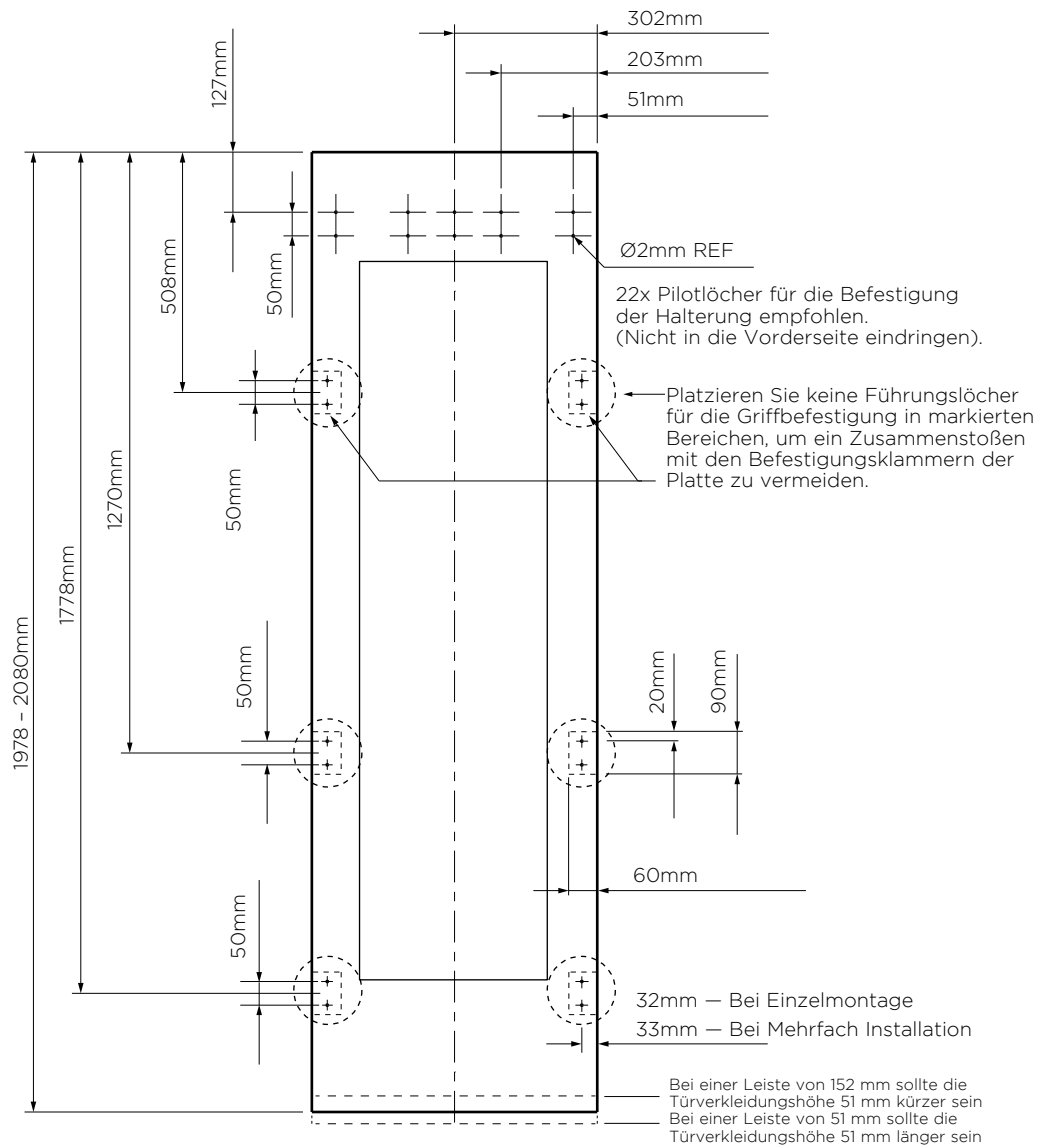 302mm
203mm
51mm
127mm
508mm
50mm
Ø2mm REF
22x Pilotlöcher für die Befestigung
der Halterung empfohlen.
(Nicht in die Vorderseite eindringen).
Platzieren Sie keine Führungslöcher
für die Griffbefestigung in markierten
Bereichen, um ein Zusammenstoßen
mit den Befestigungsklammern der
Platte zu vermeiden.
1270mm
50mm
1778mm
1978 – 2080mm
50mm
20mm
90mm
60mm
50mm
32mm — Bei Einzelmontage
33mm — Bei Mehrfach Installation
Bei einer Leiste von 152 mm sollte die
Türverkleidungshöhe 51 mm kürzer sein
Bei einer Leiste von 51 mm sollte die
Türverkleidungshöhe 51 mm länger sein